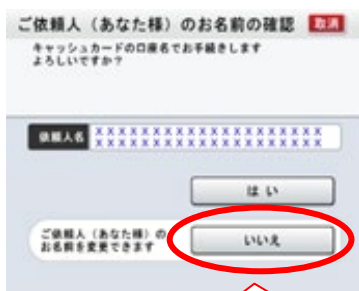 ご依頼人（あなた様）のお名前の確認 取消
キャッシュカードの口座名でお手続きします
よろしいですか？
依頼人名 XXXXXXXXXXXXXXXXXXXX
XXXXXXXXXXXXXXXXXXXX
はい
ご依頼人（あなた様）の
お名前を変更できます
いいえ